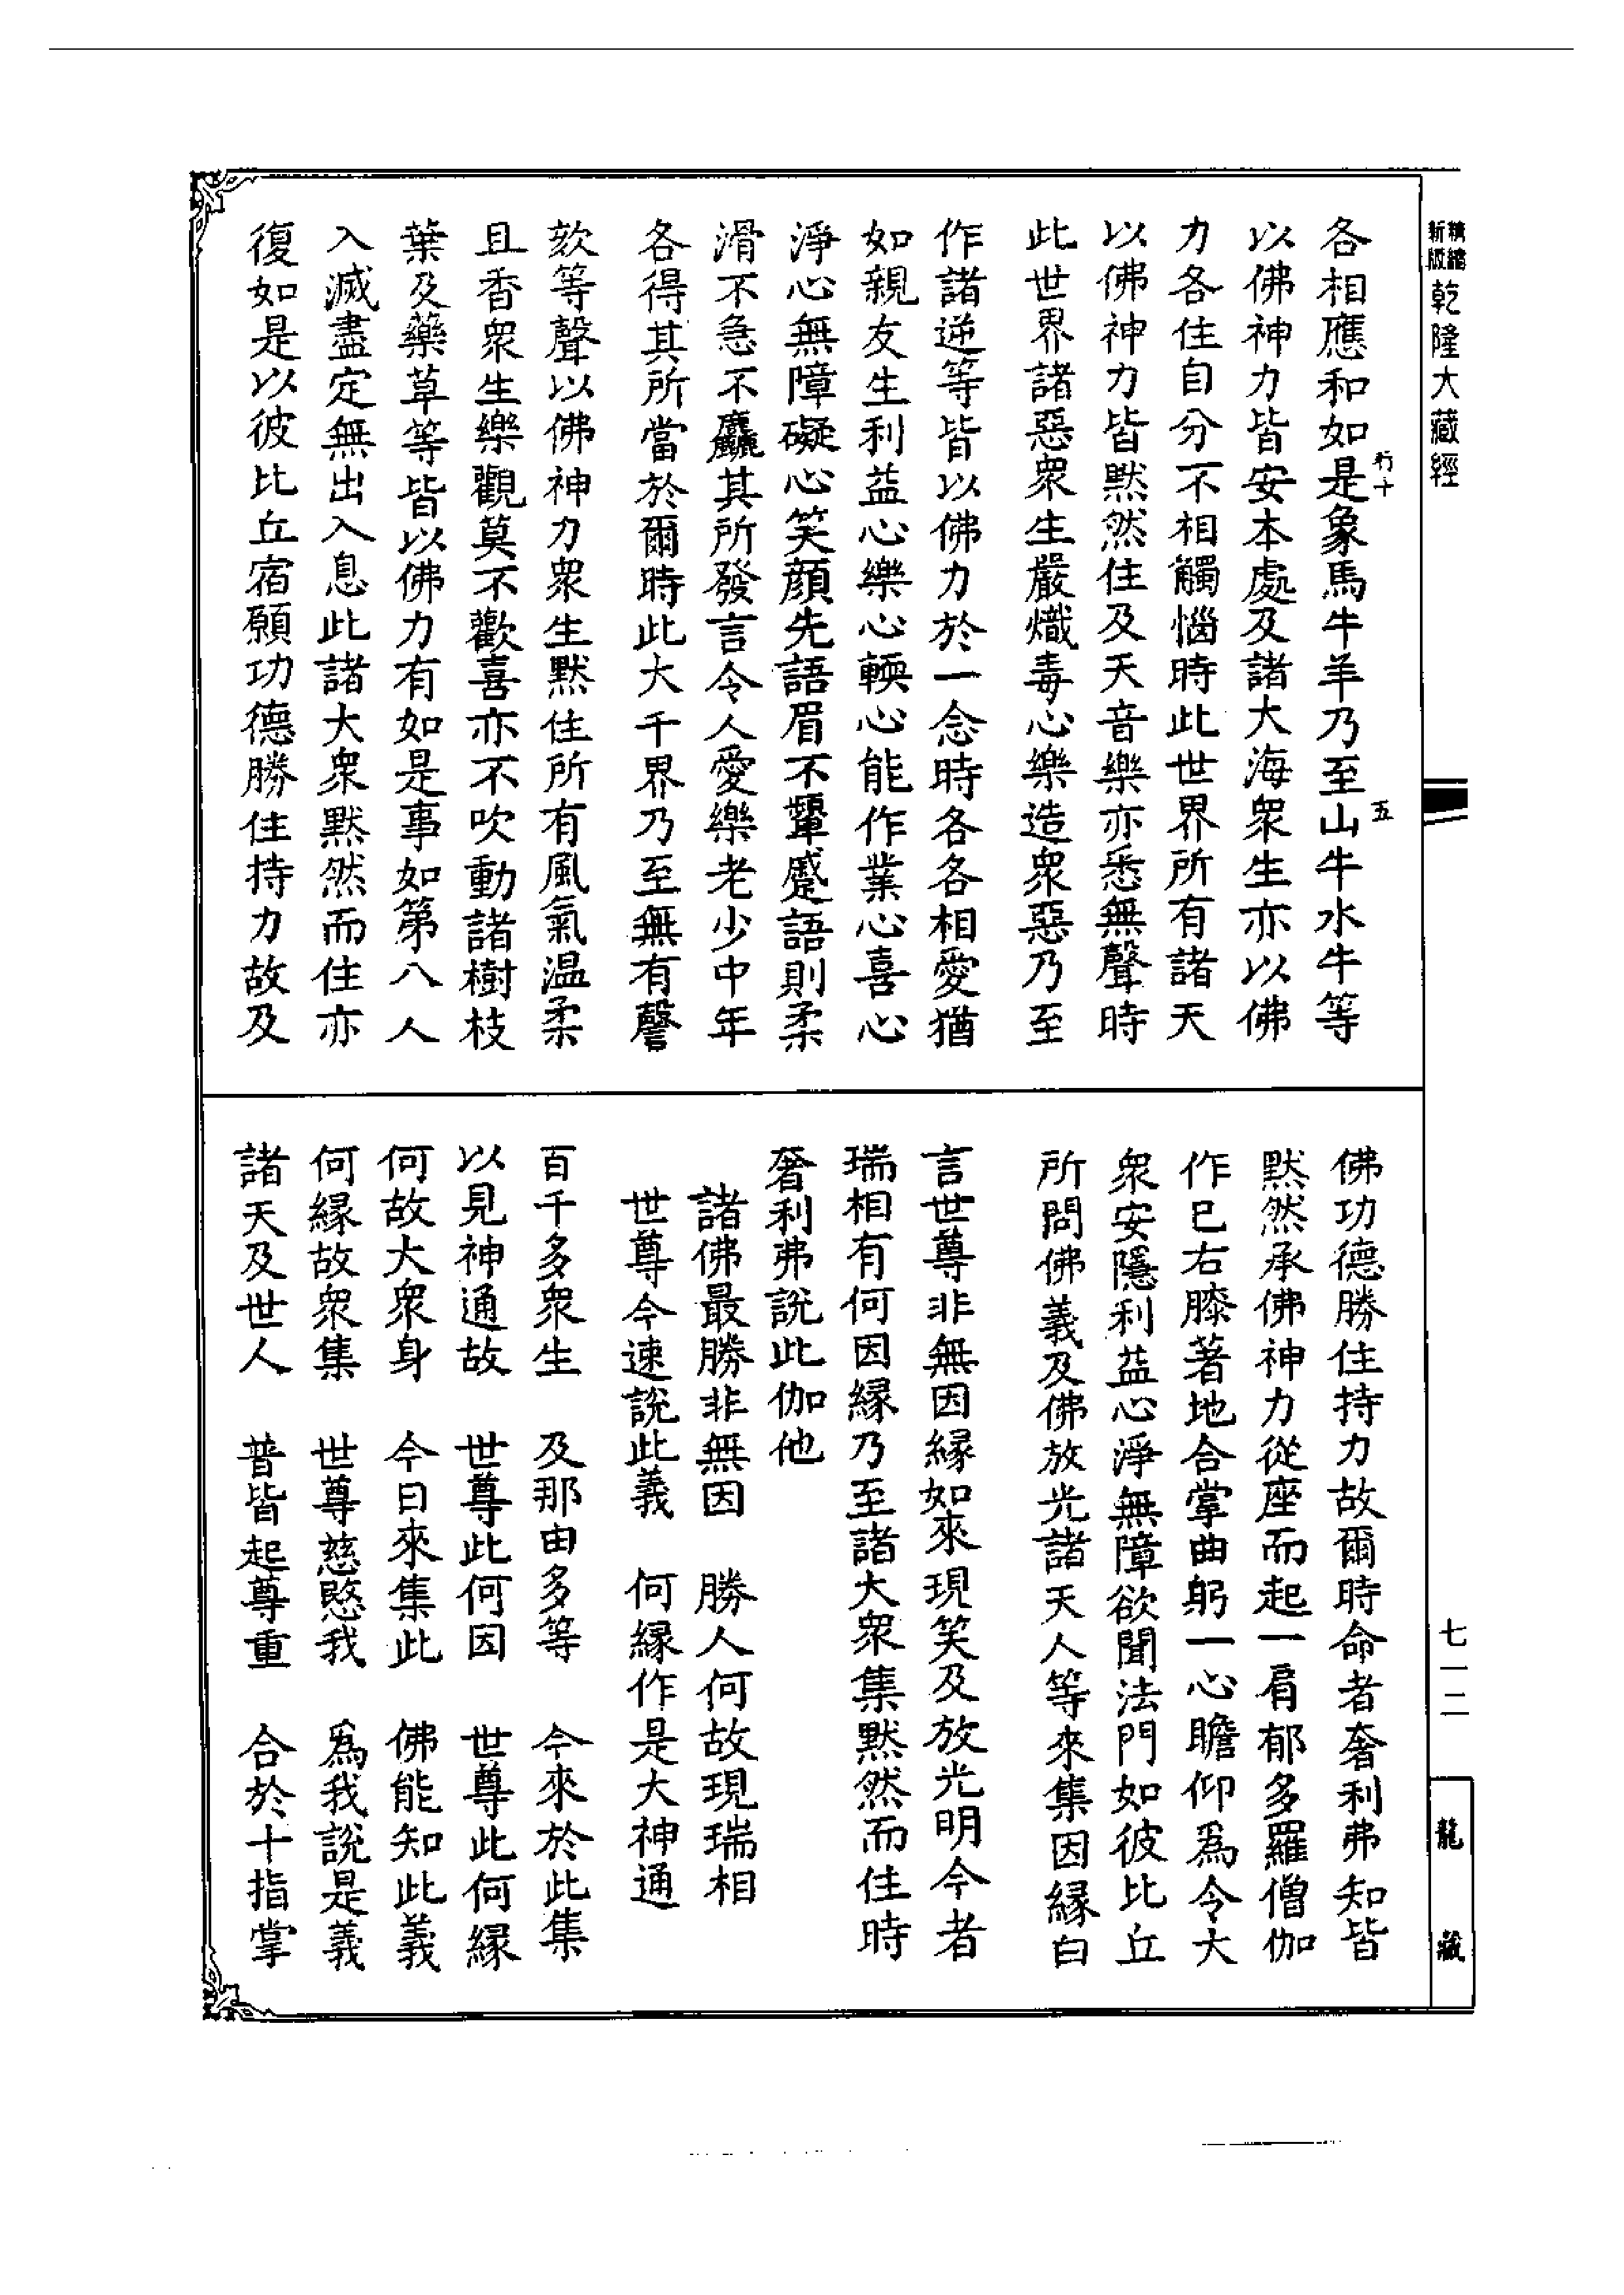 精縮新版乾隆大藏經
各相應和如是象馬牛羊乃至山牛水牛等
行十
五
以佛神力皆安本處及諸大海衆生亦以佛
力各住自分不相觸惱時此世界所有諸天
以佛神力皆默然住及天音樂亦悉無聲時
此世界諸惡衆生嚴熾毒心樂造衆惡乃至
作諸逆等皆以佛力於一念時各各相愛猶
如親友生利益心樂心輭心能作業心喜心
淨心無障礙心笑顏先語眉不顰蹙語則柔
滑不急不麤其所發言令人愛樂老少中年
各得其所當於爾時此大千界乃至無有謦
欬等聲以佛神力衆生默住所有風氣温柔
且香衆生樂觀莫不歡喜亦不吹動諸樹枝
葉及藥草等皆以佛力有如是事如第八人
入滅盡定無出入息此諸大衆默然而住亦
復如是以彼比丘宿願功德勝住持力故及
佛功德勝住持力故爾時命者奢利弗知皆
默然承佛神力從座而起一肩郁多羅僧伽
作已右膝著地合掌曲躬一心瞻仰爲令大
衆安隱利益心淨無障欲聞法門如彼比丘
所問佛義及佛放光諸天人等來集因緣白
言世尊非無因緣如來現笑及放光明今者
瑞相有何因緣乃至諸大衆集默然而住時
奢利弗說此伽他
諸佛最勝非無因　勝人何故現瑞相
世尊今速說此義　何緣作是大神通
百千多衆生　及那由多等　今來於此集
以見神通故　世尊此何因　世尊此何緣
何故大衆身　今日來集此　佛能知此義
何緣故衆集　世尊慈愍我　爲我說是義
諸天及世人　普皆起尊重　合於十指掌
七一二
龍藏